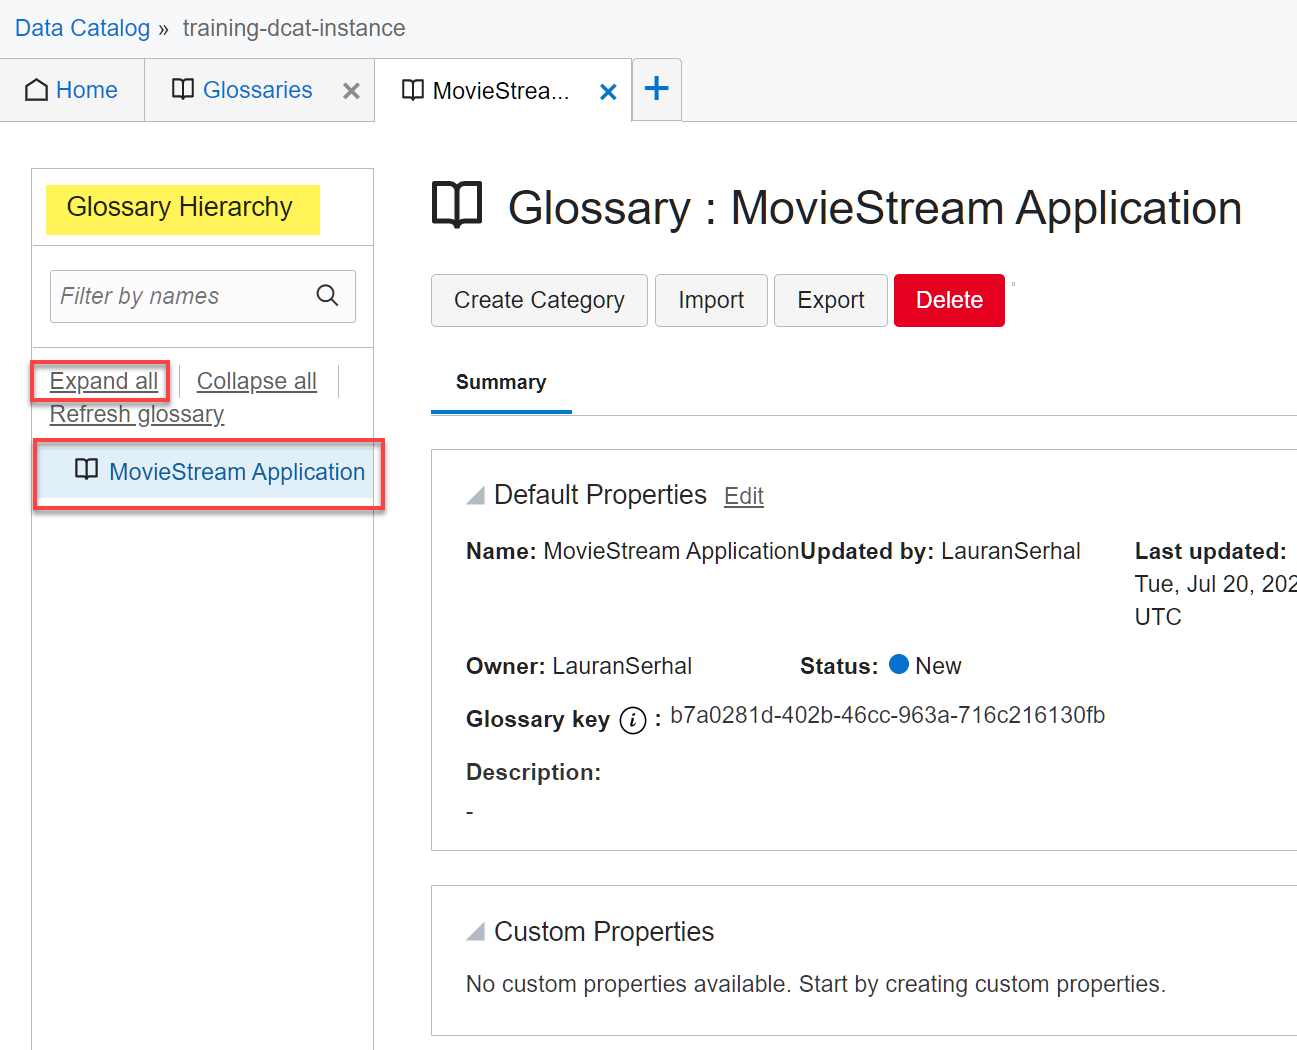 Data Catalog » training-dcat-instance
Home Glossaries MovieStrea... +
Glossary Hierarchy
Filter by names
Expand all Collapse all
Refresh glossary
MovieStream Application
Glossary : MovieStream Application
Create Category Import Export Delete
Summary
Default Properties Edit
Name: MovieStream Application Updated by: LauranSerhal Last updated:
Tue, Jul 20, 202
UTC
Owner: LauranSerhal Status: New
Glossary key i : b7a0281d-402b-46cc-963a-716c216130fb
Description:
-
Custom Properties
No custom properties available. Start by creating custom properties.